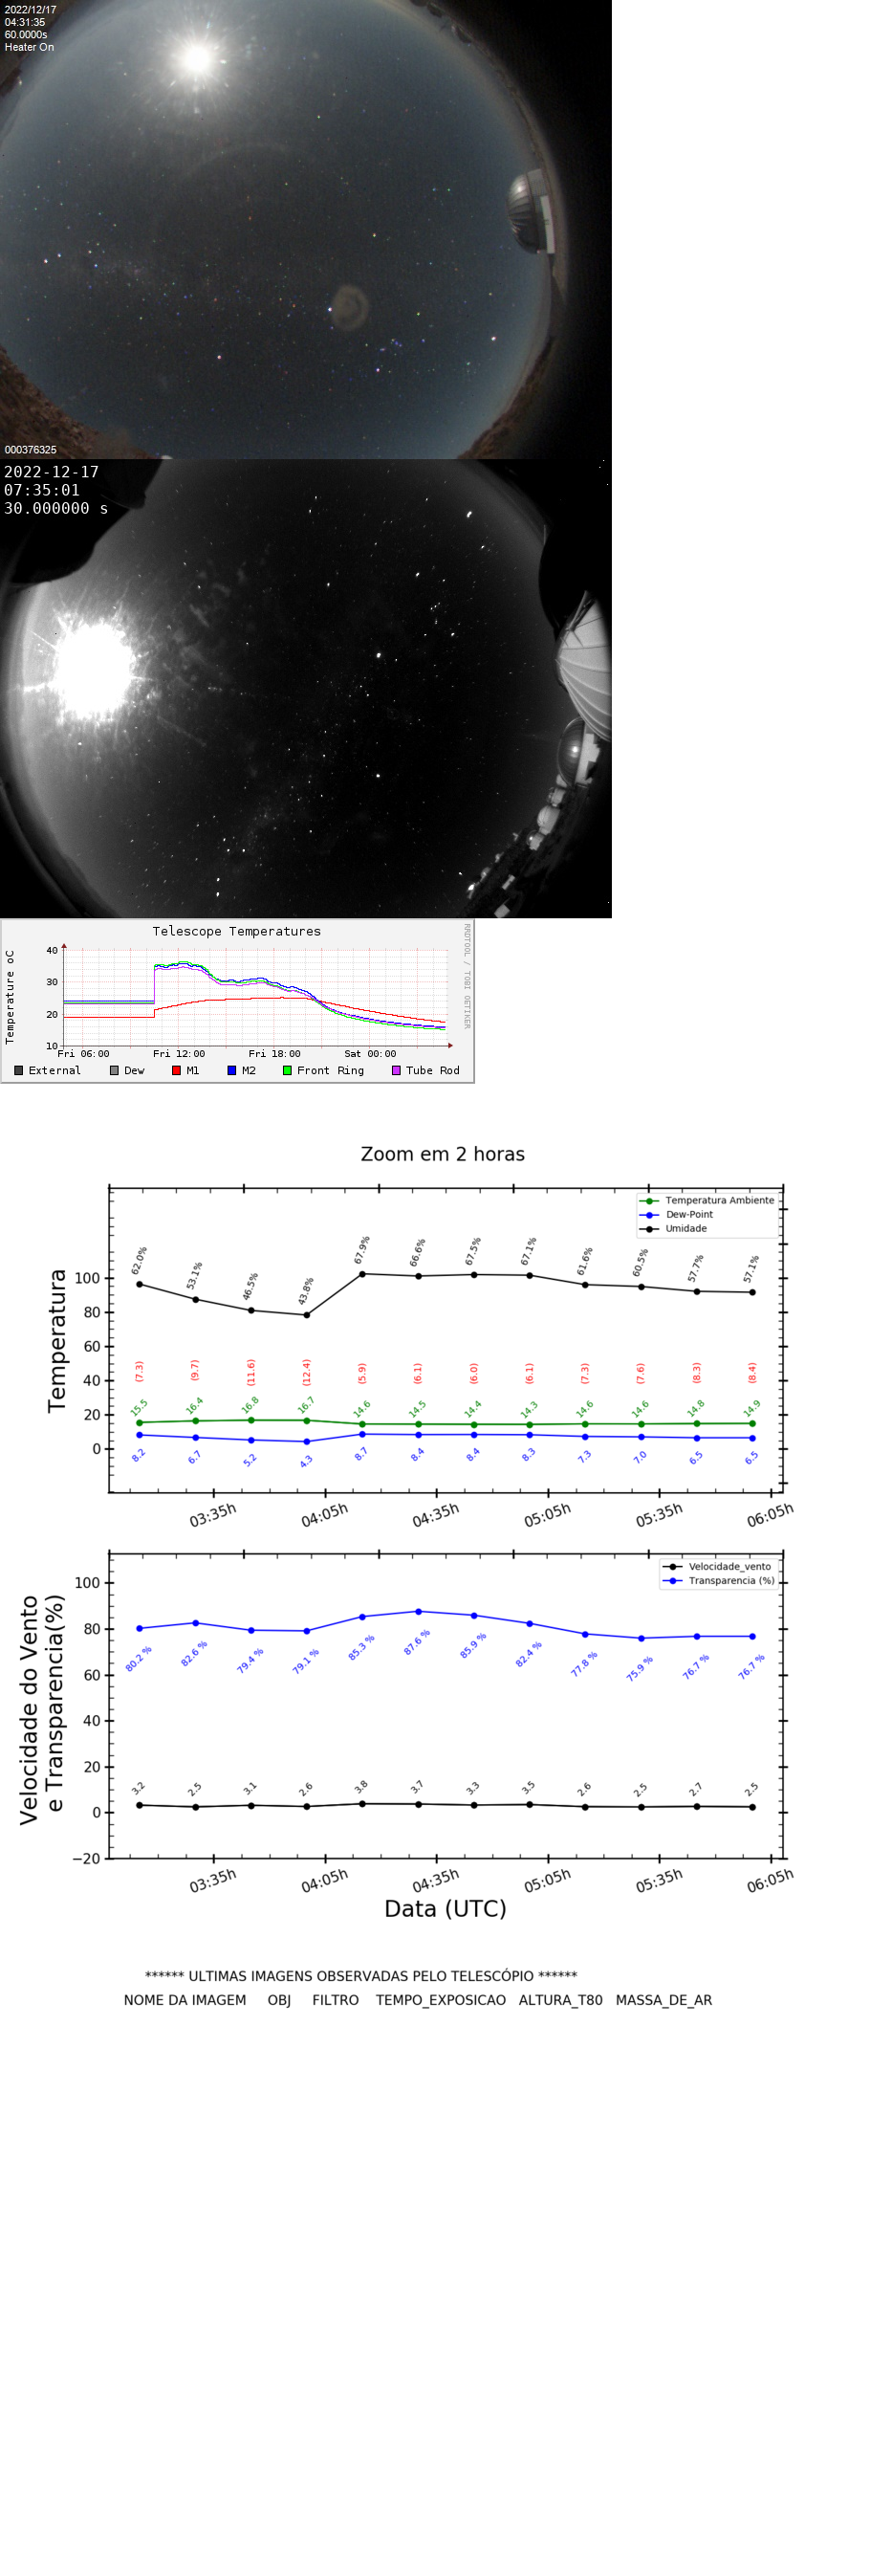 2022/12/17
04:31:35
60.0000s
Heater On
000376325
2022-12-17
07:35:01
30.000000 s
Telescope Temperatures
RRDTOOL / TOBI OETIKER
Temperature oC
40
30
20
10
Fri 06:00 Fri 12:00 Fri 18:00 Sat 00:00
External Dew M1 M2 Front Ring Tube Rod
Zoom em 2 horas
Temperatura Ambiente
Dew-Point
Umidade
Temperatura
100
80
60
40
20
0
62.0% 53.1% 46.5% 43.8% 67.9% 66.6% 67.5% 67.1% 61.6% 60.5% 57.7% 57.1%
(7.3) (9.7) (11.6) (12.4) (5.9) (6.1) (6.0) (6.1) (7.3) (7.6) (8.3) (8.4)
15.5 16.4 16.8 16.7 14.6 14.5 14.4 14.3 14.6 14.6 14.8 14.9
8.2 6.7 5.2 4.3 8.7 8.4 8.4 8.3 7.3 7.0 6.5 6.5
03:35h 04:05h 04:35h 05:05h 05:35h 06:05h
Velocidade_vento
Transparencia (%)
Velocidade do Vento
e Transparencia(%)
100
80
60
40
20
0
−20
80.2 % 82.6 % 79.4 % 79.1 % 85.3 % 87.6 % 85.9 % 82.4 % 77.8 % 75.9 % 76.7 % 76.7 %
3.2 2.5 3.1 2.6 3.8 3.7 3.3 3.5 2.6 2.5 2.7 2.5
03:35h 04:05h 04:35h 05:05h 05:35h 06:05h
Data (UTC)
****** ULTIMAS IMAGENS OBSERVADAS PELO TELESCÓPIO ******
NOME DA IMAGEM OBJ FILTRO TEMPO_EXPOSICAO ALTURA_T80 MASSA_DE_AR